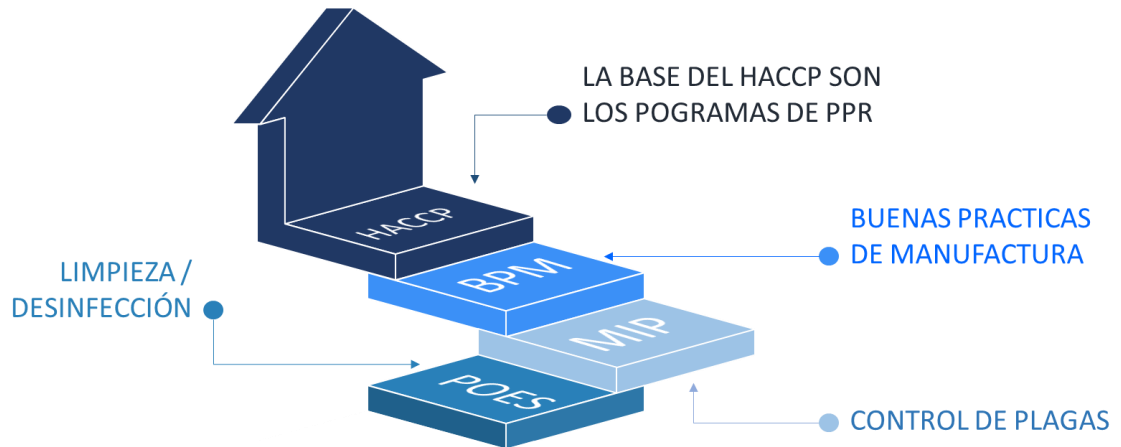 LA BASE DEL HACCP SON
LOS POGRAMAS DE PPR
HACCP
BUENAS PRACTICAS
DE MANUFACTURA
BPM
LIMPIEZA /
DESINFECCIÓN
MIP
POES
CONTROL DE PLAGAS